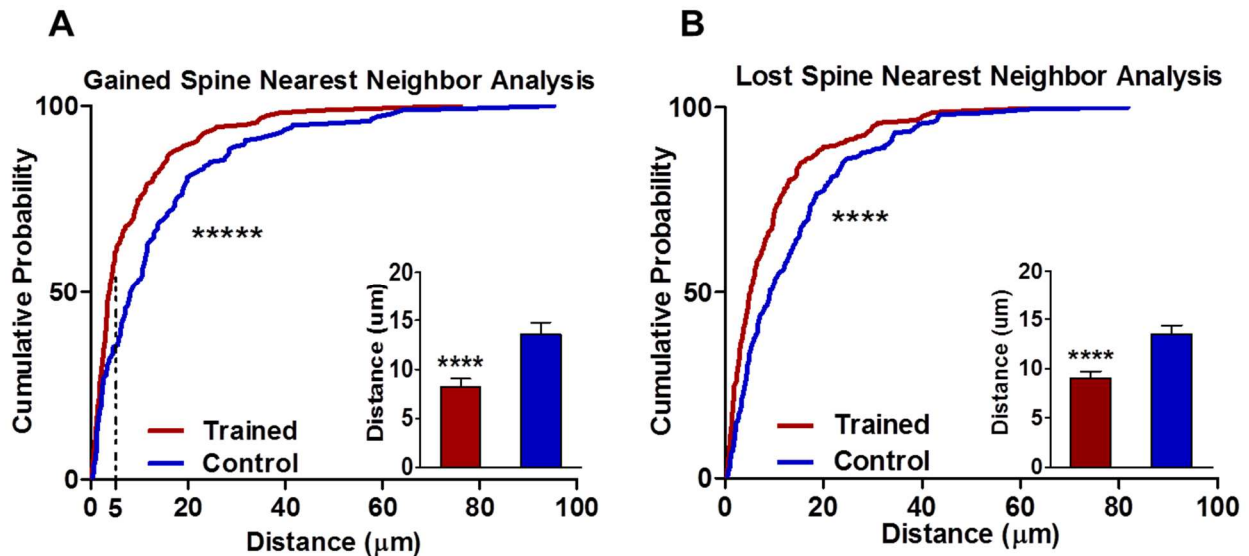 A
Gained Spine Nearest Neighbor Analysis
Cumulative Probability
100
50
0
*****
Distance (um)
20
15
10
5
0
****
Trained
Control
0 5 20 40 60 80 100
Distance (μm)
B
Lost Spine Nearest Neighbor Analysis
Cumulative Probability
100
50
0
****
Distance (um)
20
15
10
5
0
****
Trained
Control
0 20 40 60 80 100
Distance (μm)